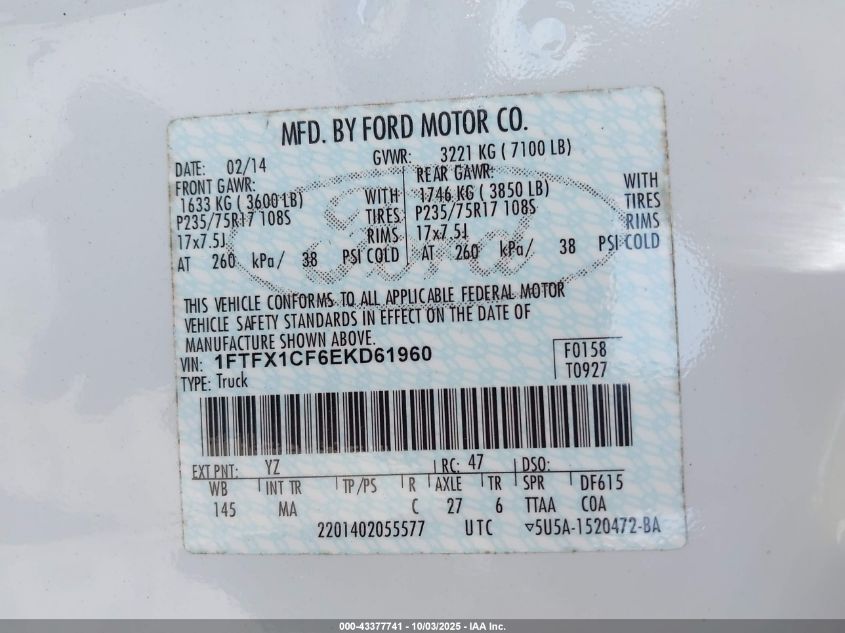 MFD. BY FORD MOTOR CO.
DATE: 02/14 GVWR: 3221 KG ( 7100 LB)
FRONT GAWR: REAR GAWR:
1633 KG ( 3600 LB) WITH 1746 KG ( 3850 LB) WITH
P235/75R17 108S TIRES P235/75R17 108S TIRES
17x7.5J RIMS 17x7.5J RIMS
AT 260 kPa/ 38 PSI COLD AT 260 kPa/ 38 PSI COLD
Ford
THIS VEHICLE CONFORMS TO ALL APPLICABLE FEDERAL MOTOR
VEHICLE SAFETY STANDARDS IN EFFECT ON THE DATE OF
MANUFACTURE SHOWN ABOVE.
VIN: 1FTFX1CF6EKD61960 F0158
TYPE: Truck T0927
EXT PNT: YZ RC: 47 DSO:
WB INT TR TP/PS R AXLE TR SPR DF615
145 MA C 27 6 TTAA COA
2201402055577 UTC ▽5U5A-1520472-BA
000-43377741 - 10/03/2025 - IAA Inc.